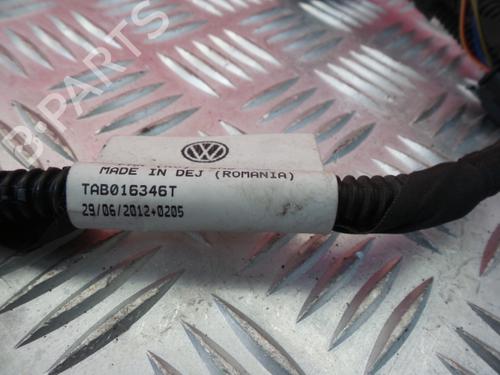 MADE IN DEJ (ROMANIA)
TAB016346T
29/06/2012+0205
B-Parts